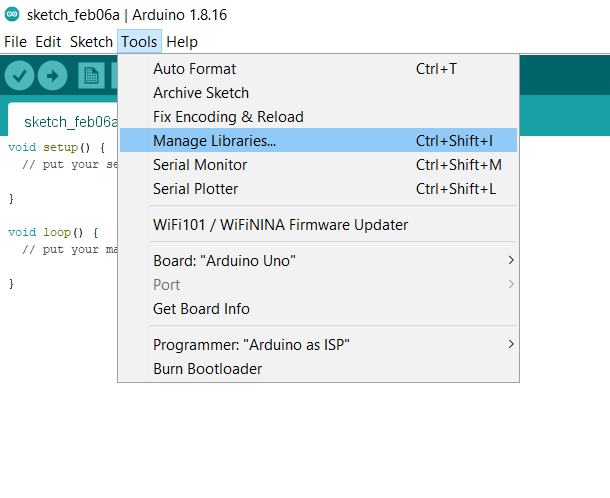 sketch_feb06a | Arduino 1.8.16
File Edit Sketch Tools Help
Auto Format Ctrl+T
Archive Sketch
Fix Encoding & Reload
Manage Libraries... Ctrl+Shift+I
Serial Monitor Ctrl+Shift+M
Serial Plotter Ctrl+Shift+L
WiFi101 / WiFiNINA Firmware Updater
Board: "Arduino Uno"
Port
Get Board Info
Programmer: "Arduino as ISP"
Burn Bootloader
sketch_feb06a
void setup() {
// put your se
}
void loop() {
// put your ma
}